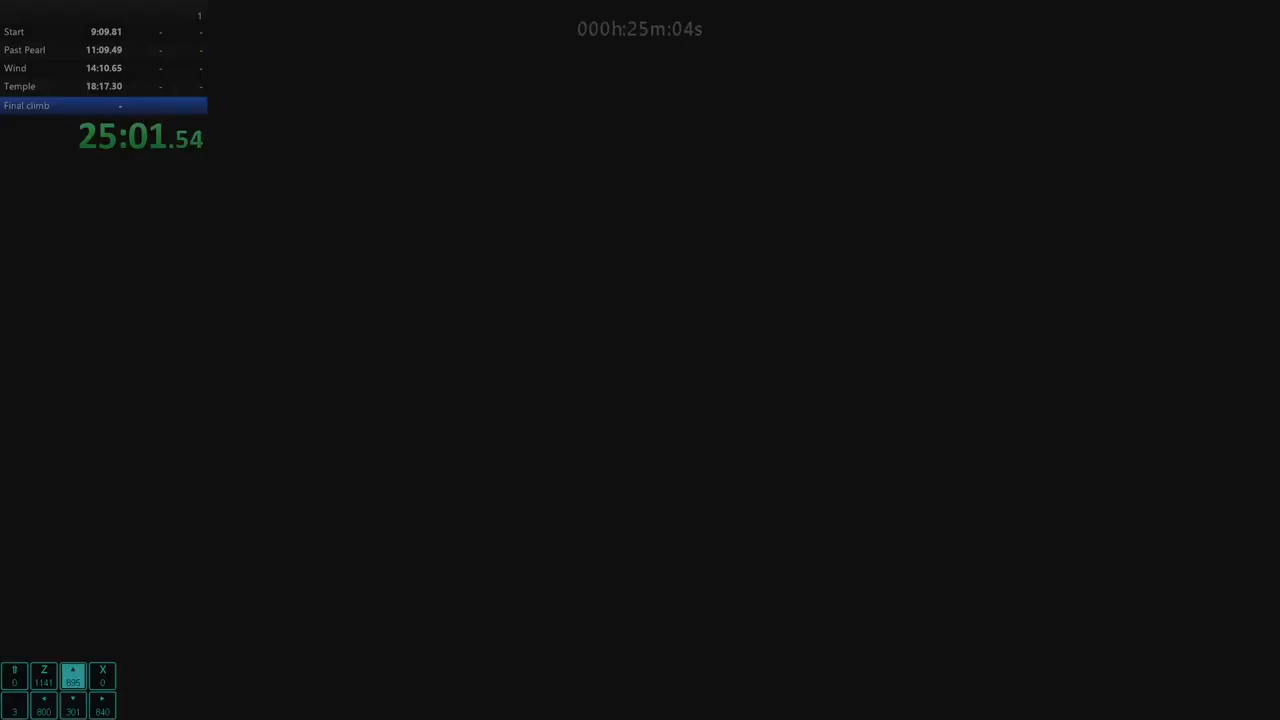 1
000h:25m:04s
Start 9:09.81 - -
Past Pearl 11:09.49 - -
Wind 14:10.65 - -
Temple 18:17.30 - -
Final climb -
25:01.54
⇧ Z ▲ X
0 1141 895 0
◄ ▼ ►
3 800 301 840